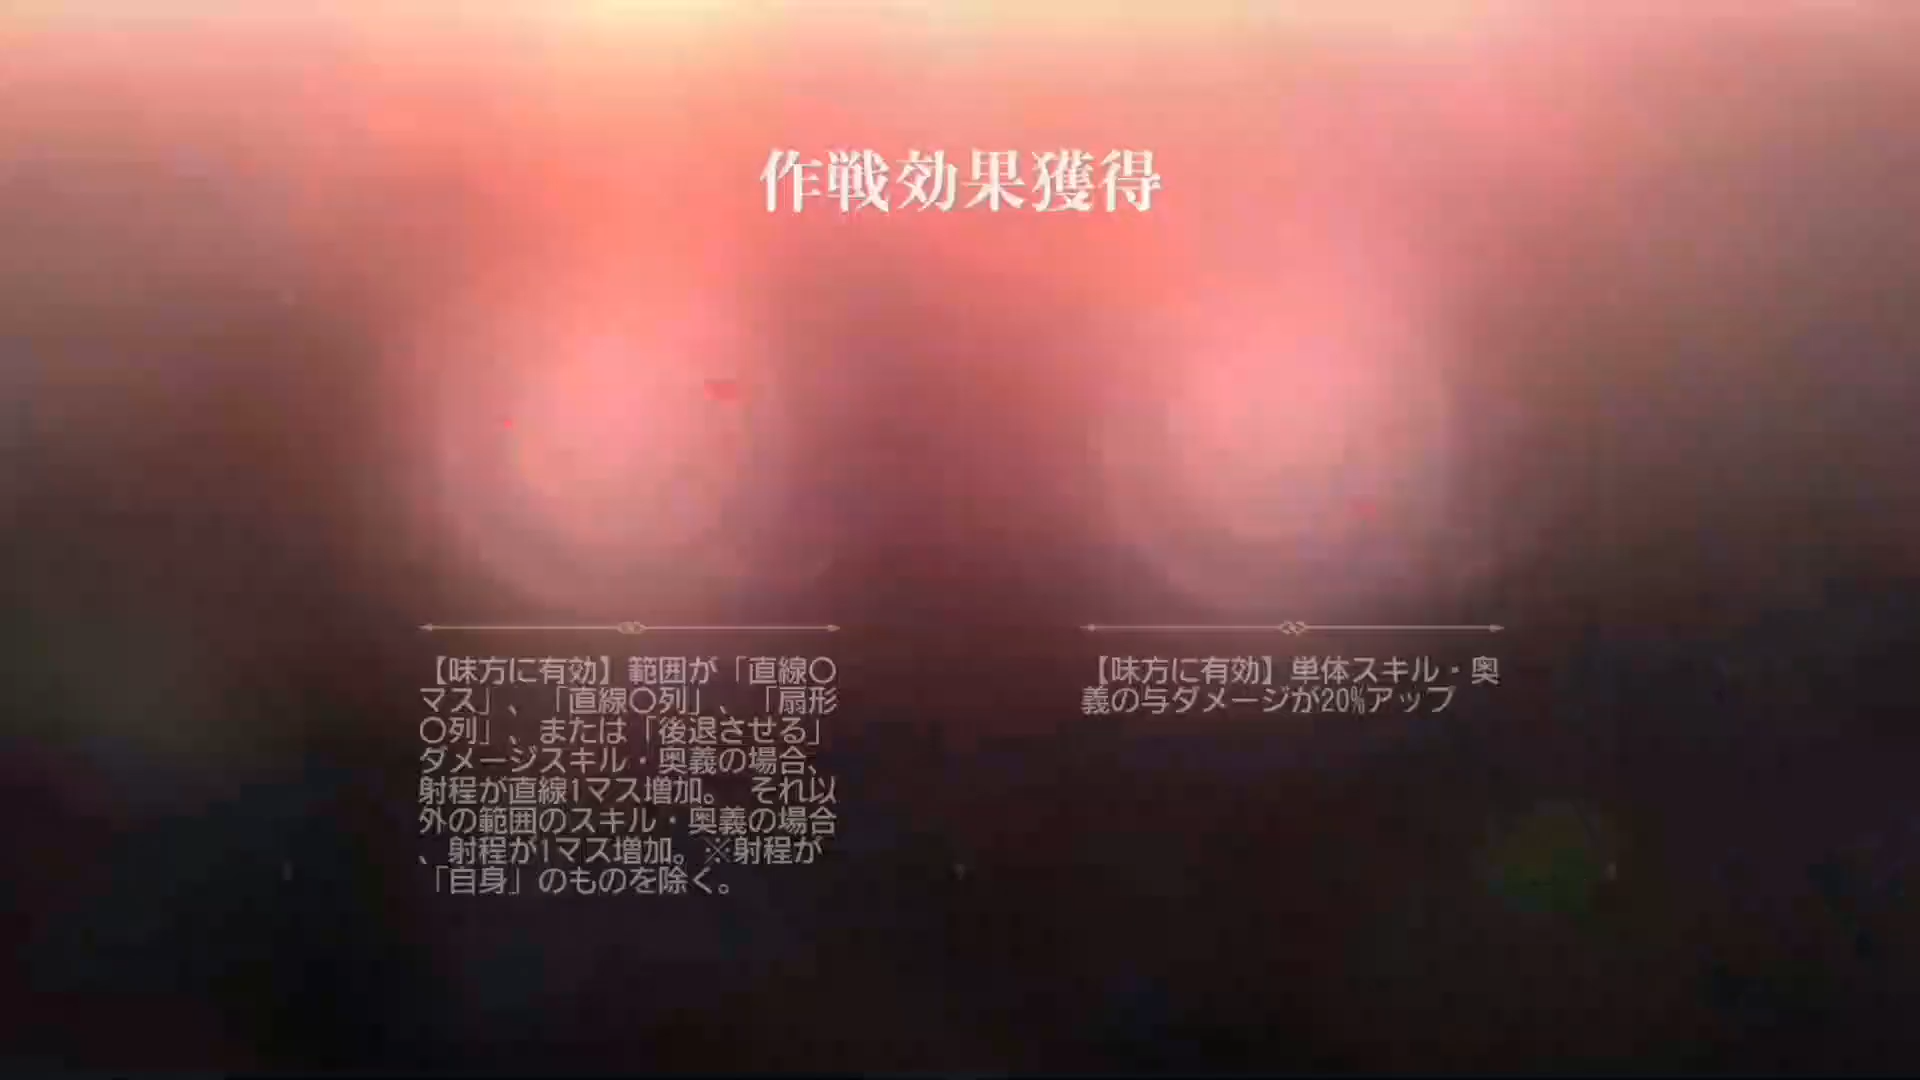 作戦効果獲得
【味方に有効】範囲が「直線〇
マス」、「直線〇列」、「扇形
〇列」、または「後退させる」
ダメージスキル・奥義の場合、
射程が直線1マス増加。 それ以
外の範囲のスキル・奥義の場合
、射程が1マス増加。※射程が
「自身」のものを除く。
【味方に有効】単体スキル・奥
義の与ダメージが20%アップ